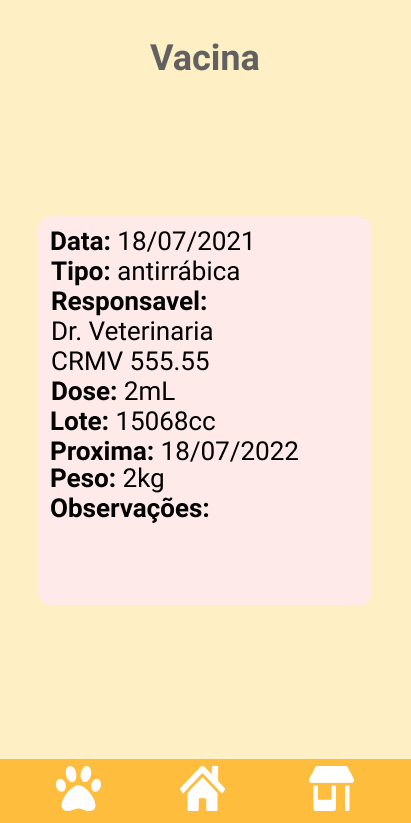 Vacina
Data: 18/07/2021
Tipo: antirrábica
Responsavel:
Dr. Veterinaria
CRMV 555.55
Dose: 2mL
Lote: 15068cc
Proxima: 18/07/2022
Peso: 2kg
Observações: